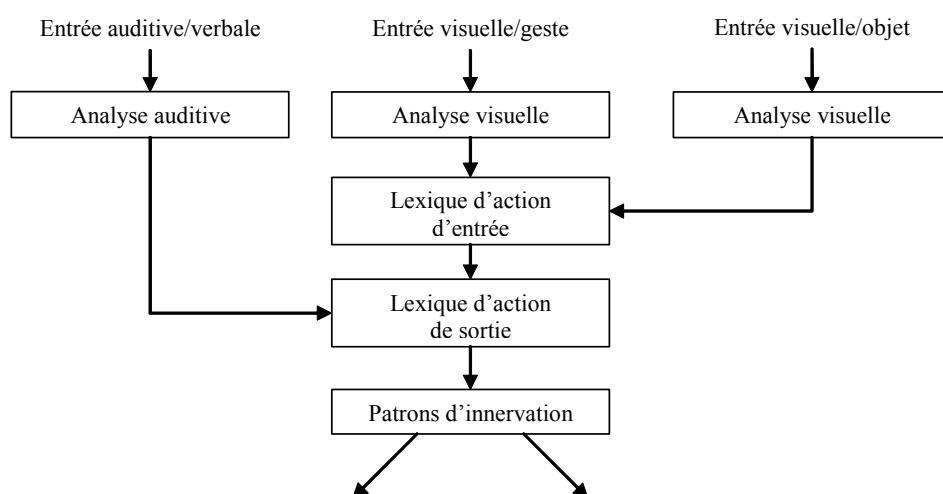 Entrée auditive/verbale
Entrée visuelle/geste
Entrée visuelle/objet
Analyse auditive
Analyse visuelle
Analyse visuelle
Lexique d’action
d’entrée
Lexique d’action
de sortie
Patrons d’innervation